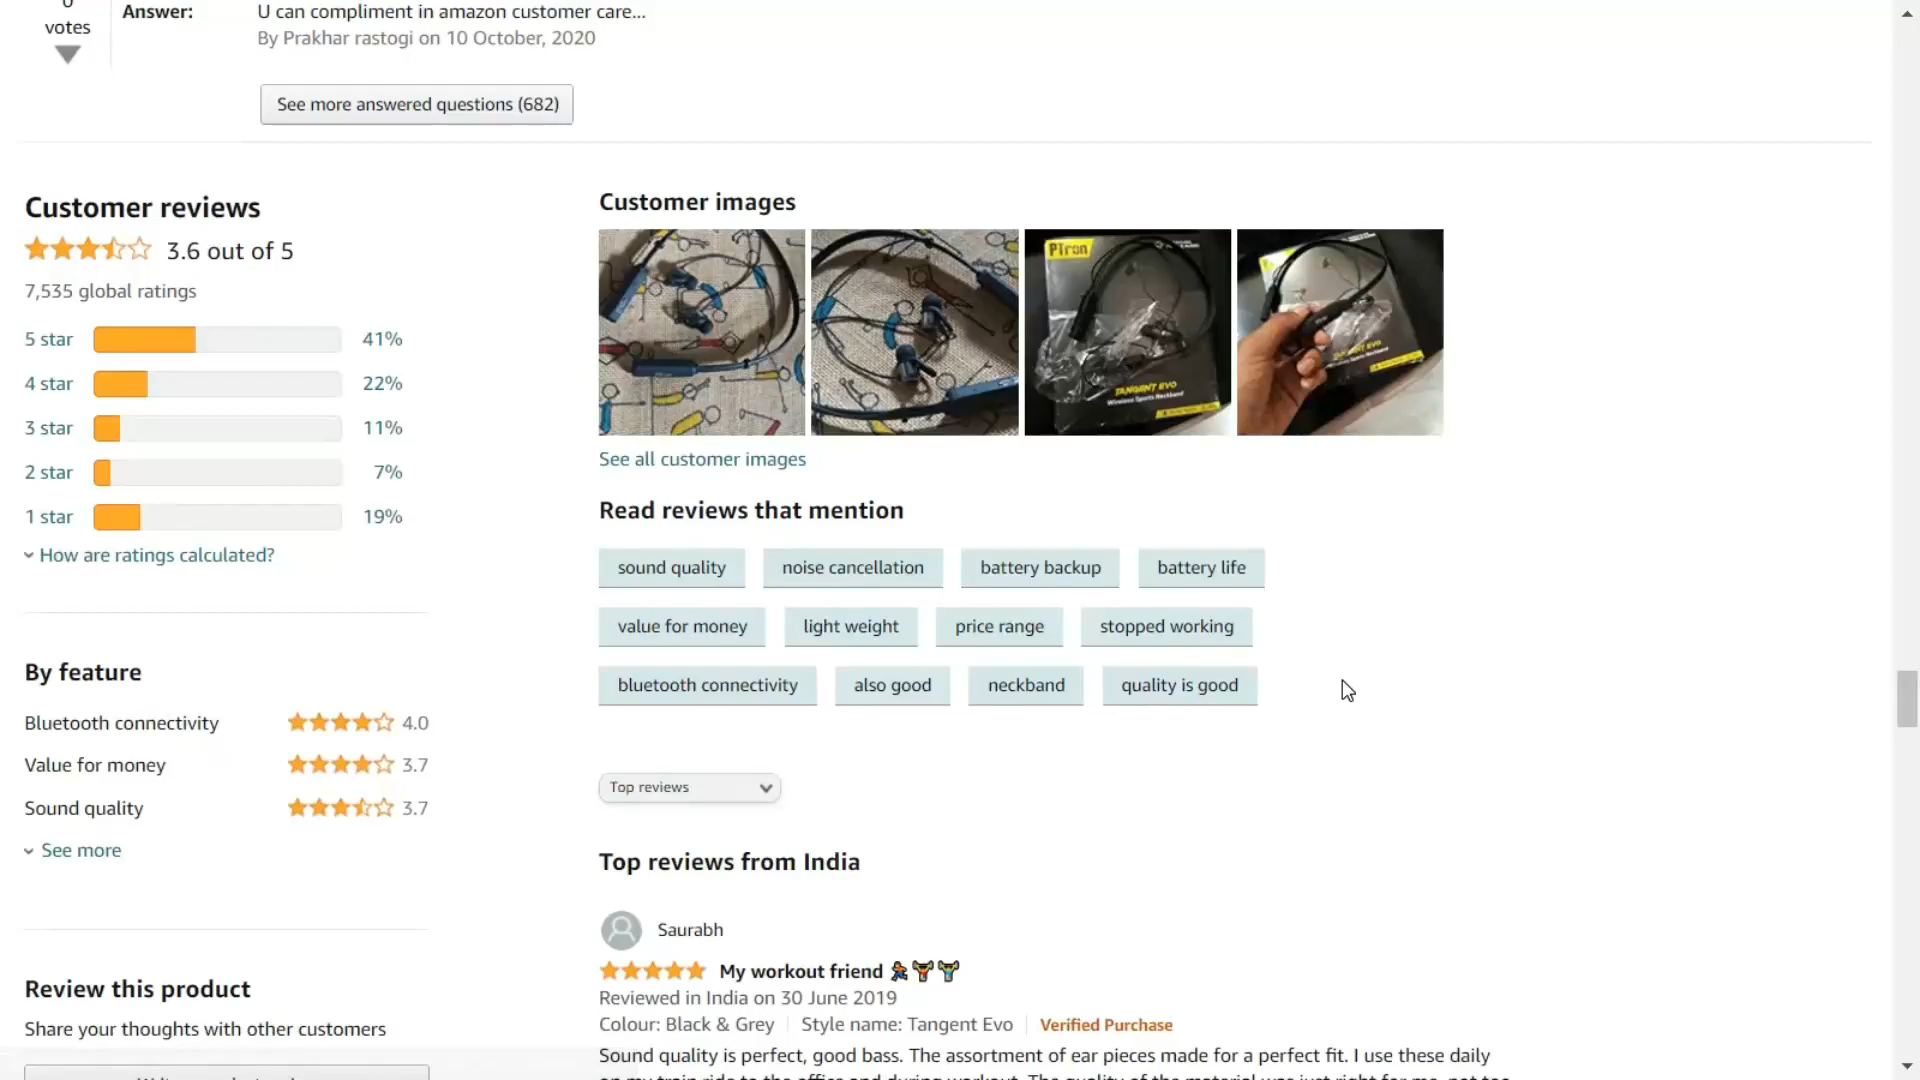 votes
Answer:
U can compliment in amazon customer care...
By Prakhar rastogi on 10 October, 2020
See more answered questions (682)
Customer reviews
3.6 out of 5
7,535 global ratings
5 star 41%
4 star 22%
3 star 11%
2 star 7%
1 star 19%
How are ratings calculated?
By feature
Bluetooth connectivity 4.0
Value for money 3.7
Sound quality 3.7
See more
Review this product
Share your thoughts with other customers
Customer images
PTron
TANGENT EVO
Wireless Sports Neckband
TANGENT EVO
See all customer images
Read reviews that mention
sound quality
noise cancellation
battery backup
battery life
value for money
light weight
price range
stopped working
bluetooth connectivity
also good
neckband
quality is good
Top reviews
Top reviews from India
Saurabh
My workout friend
Reviewed in India on 30 June 2019
Colour: Black & Grey Style name: Tangent Evo Verified Purchase
Sound quality is perfect, good bass. The assortment of ear pieces made for a perfect fit. I use these daily